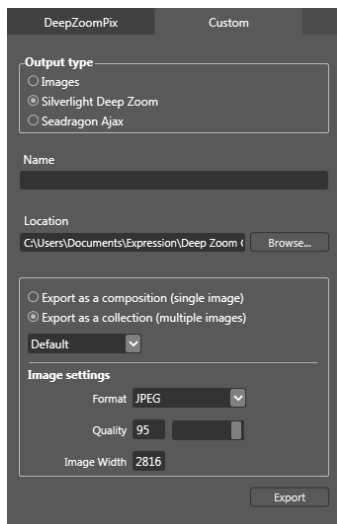 DeepZoomPix Custom
Output type
Images
Silverlight Deep Zoom
Seadragon Ajax
Name
Location
C:\Users\Documents\Expression\Deep Zoom Browse...
Export as a composition (single image)
Export as a collection (multiple images)
Default
Image settings
Format JPEG
Quality 95
Image Width 2816
Export